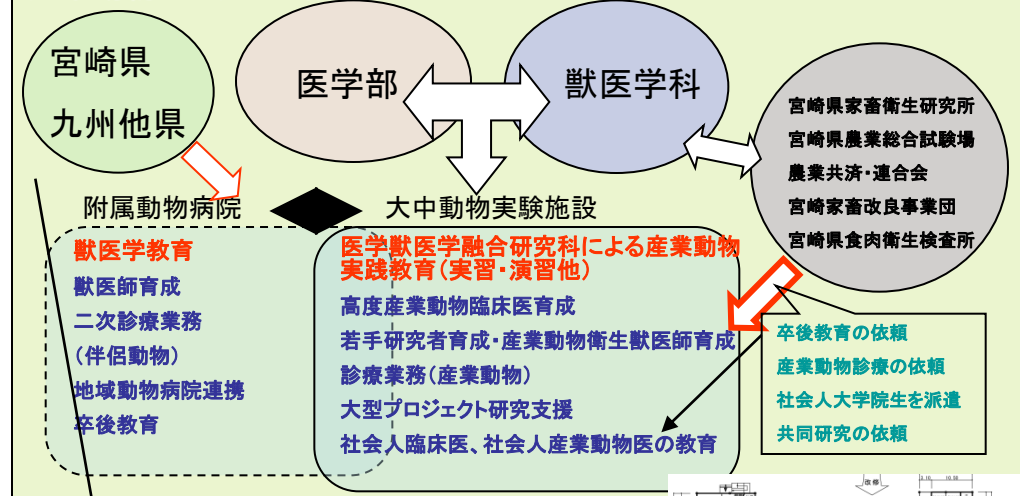 宮崎県
九州他県
医学部
獣医学科
宮崎県家畜衛生研究所
宮崎県農業総合試験場
農業共済・連合会
宮崎家畜改良事業団
宮崎県食肉衛生検査所
附属動物病院
大中動物実験施設
獣医学教育
獣医師育成
二次診療業務
(伴侶動物)
地域動物病院連携
卒後教育
医学獣医学融合研究科による産業動物
実践教育(実習・演習他)
高度産業動物臨床医育成
若手研究者育成・産業動物衛生獣医師育成
診療業務(産業動物)
大型プロジェクト研究支援
社会人臨床医、社会人産業動物医の教育
卒後教育の依頼
産業動物診療の依頼
社会人大学院生を派遣
共同研究の依頼
改修
3.10 10.50